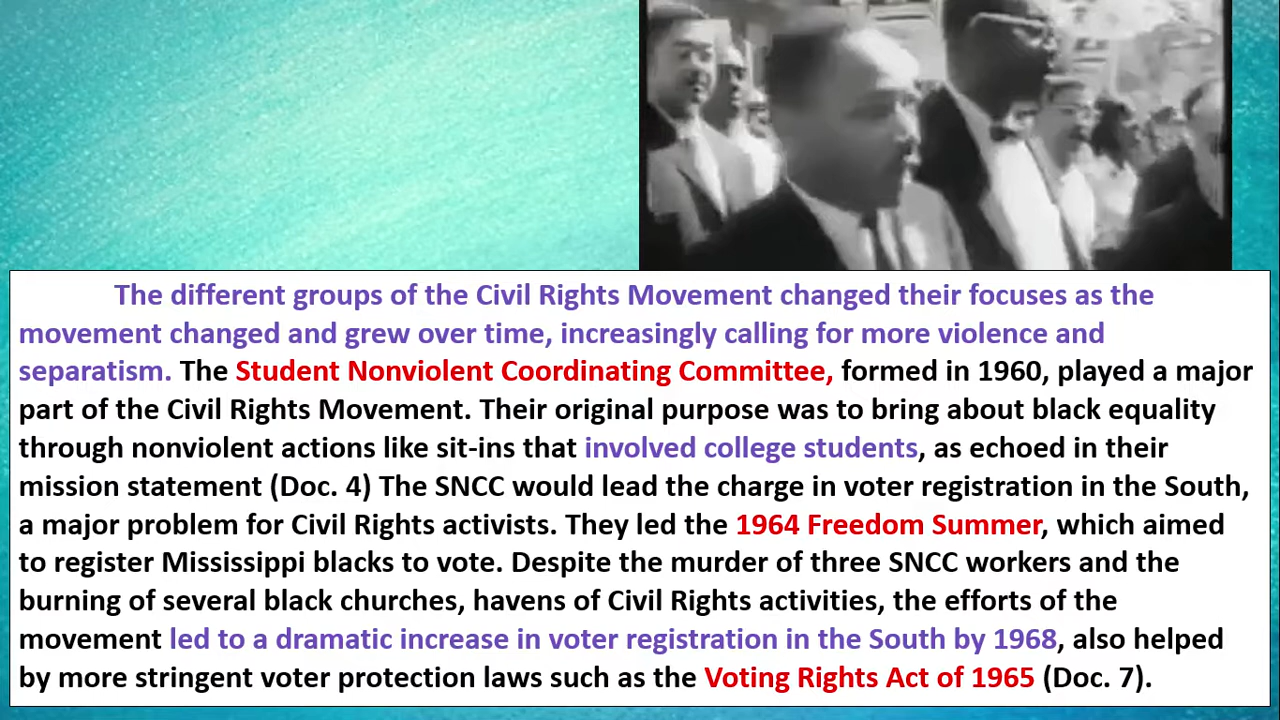 The different groups of the Civil Rights Movement changed their focuses as the
movement changed and grew over time, increasingly calling for more violence and
separatism. The Student Nonviolent Coordinating Committee, formed in 1960, played a major
part of the Civil Rights Movement. Their original purpose was to bring about black equality
through nonviolent actions like sit-ins that involved college students, as echoed in their
mission statement (Doc. 4) The SNCC would lead the charge in voter registration in the South,
a major problem for Civil Rights activists. They led the 1964 Freedom Summer, which aimed
to register Mississippi blacks to vote. Despite the murder of three SNCC workers and the
burning of several black churches, havens of Civil Rights activities, the efforts of the
movement led to a dramatic increase in voter registration in the South by 1968, also helped
by more stringent voter protection laws such as the Voting Rights Act of 1965 (Doc. 7).